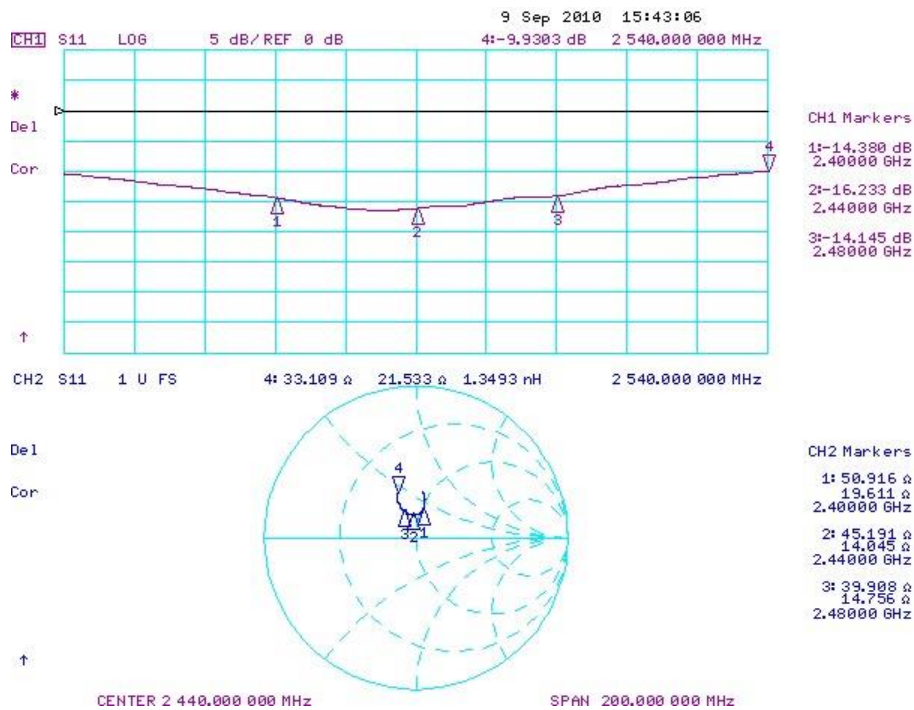 9 Sep 2010 15:43:06
CH1 S11 LOG 5 dB/REF 0 dB 4:-9.9303 dB 2 540.000 000 MHz
*
Del
Cor
CH1 Markers
1:-14.380 dB
2.40000 GHz
2:-16.233 dB
2.44000 GHz
3:-14.145 dB
2.48000 GHz
4
1
2
3
↑
CH2 S11 1 U FS 4: 33.109 Ω 21.533 Ω 1.3493 nH 2 540.000 000 MHz
Del
Cor
CH2 Markers
1: 50.916 Ω
19.611 Ω
2.40000 GHz
2: 45.191 Ω
14.045 Ω
2.44000 GHz
3: 39.908 Ω
14.756 Ω
2.48000 GHz
4
3 2 1
↑
CENTER 2 440.000 000 MHz SPAN 200.000 000 MHz